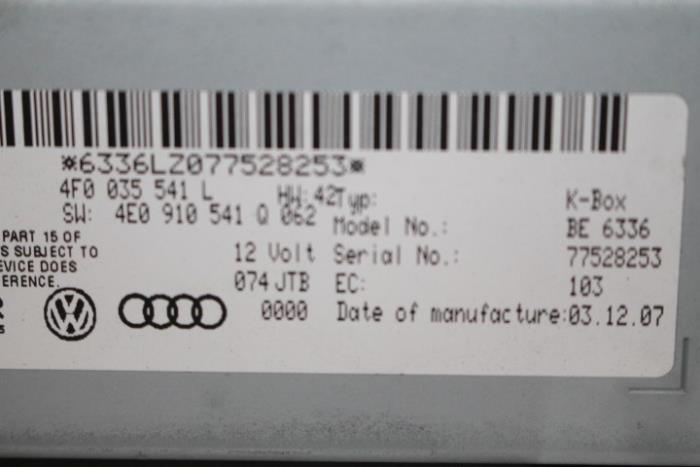 *6336LZ077528253*
4F0 035 541 L HW: 42 Typ: K-Box
SW: 4E0 910 541 Q 062 Model No.: BE 6336
PART 15 OF
S SUBJECT TO 12 Volt Serial No.: 77528253
EVICE DOES
ERENCE. 074 JTB EC: 103
0000 Date of manufacture: 03.12.07